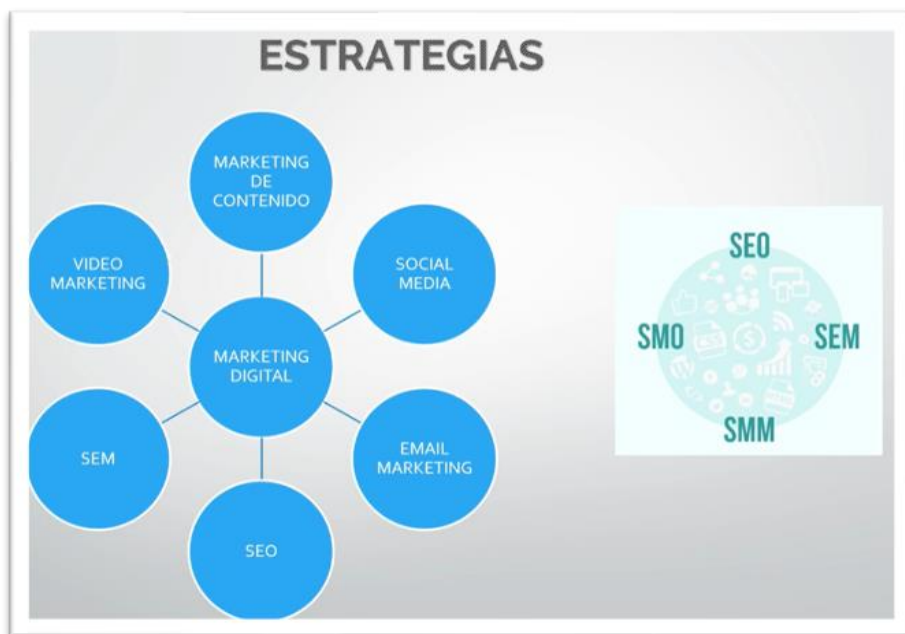 ESTRATEGIAS
MARKETING
DE
CONTENIDO
SOCIAL
MEDIA
EMAIL
MARKETING
SEO
SEM
VIDEO
MARKETING
MARKETING
DIGITAL
SEO
SMO
SEM
SMM